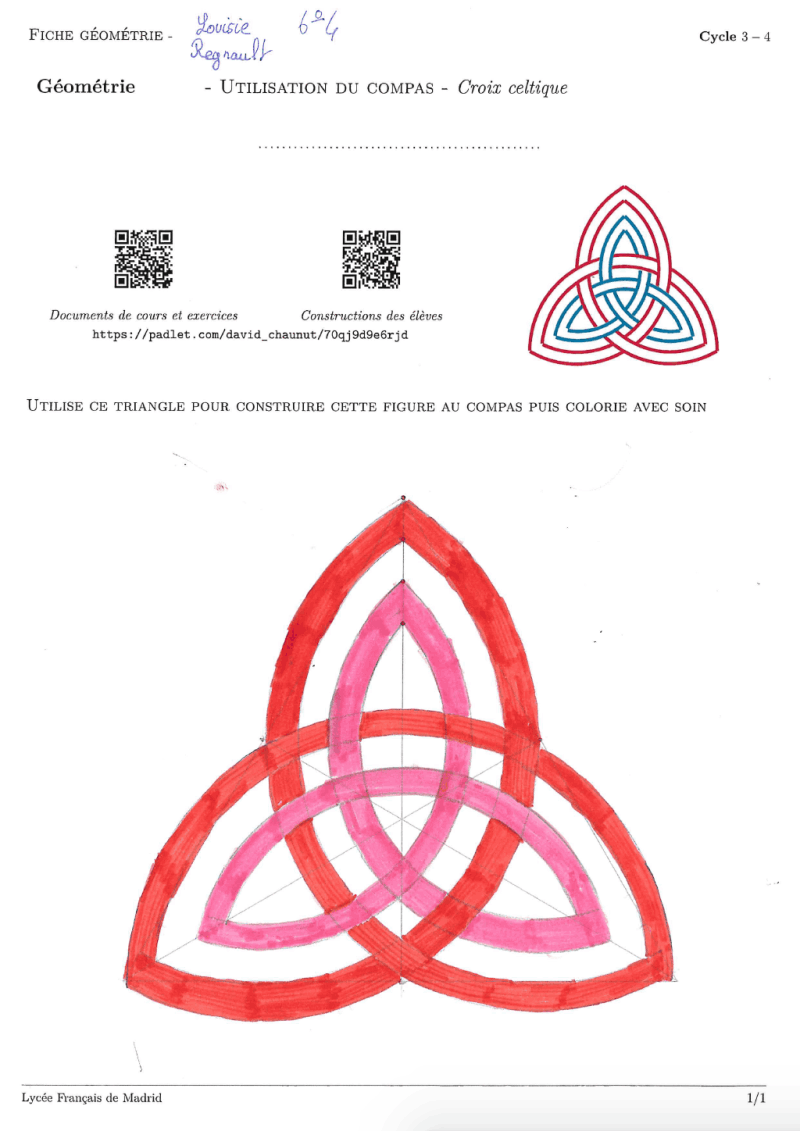 FICHE GÉOMÉTRIE - Louisie 6°4 Cycle 3 – 4
Regnault
Géométrie - UTILISATION DU COMPAS - Croix celtique
Documents de cours et exercices Constructions des élèves
https://padlet.com/david_chaunut/70qj9d9e6rjd
UTILISE CE TRIANGLE POUR CONSTRUIRE CETTE FIGURE AU COMPAS PUIS COLORIE AVEC SOIN
Lycée Français de Madrid 1/1